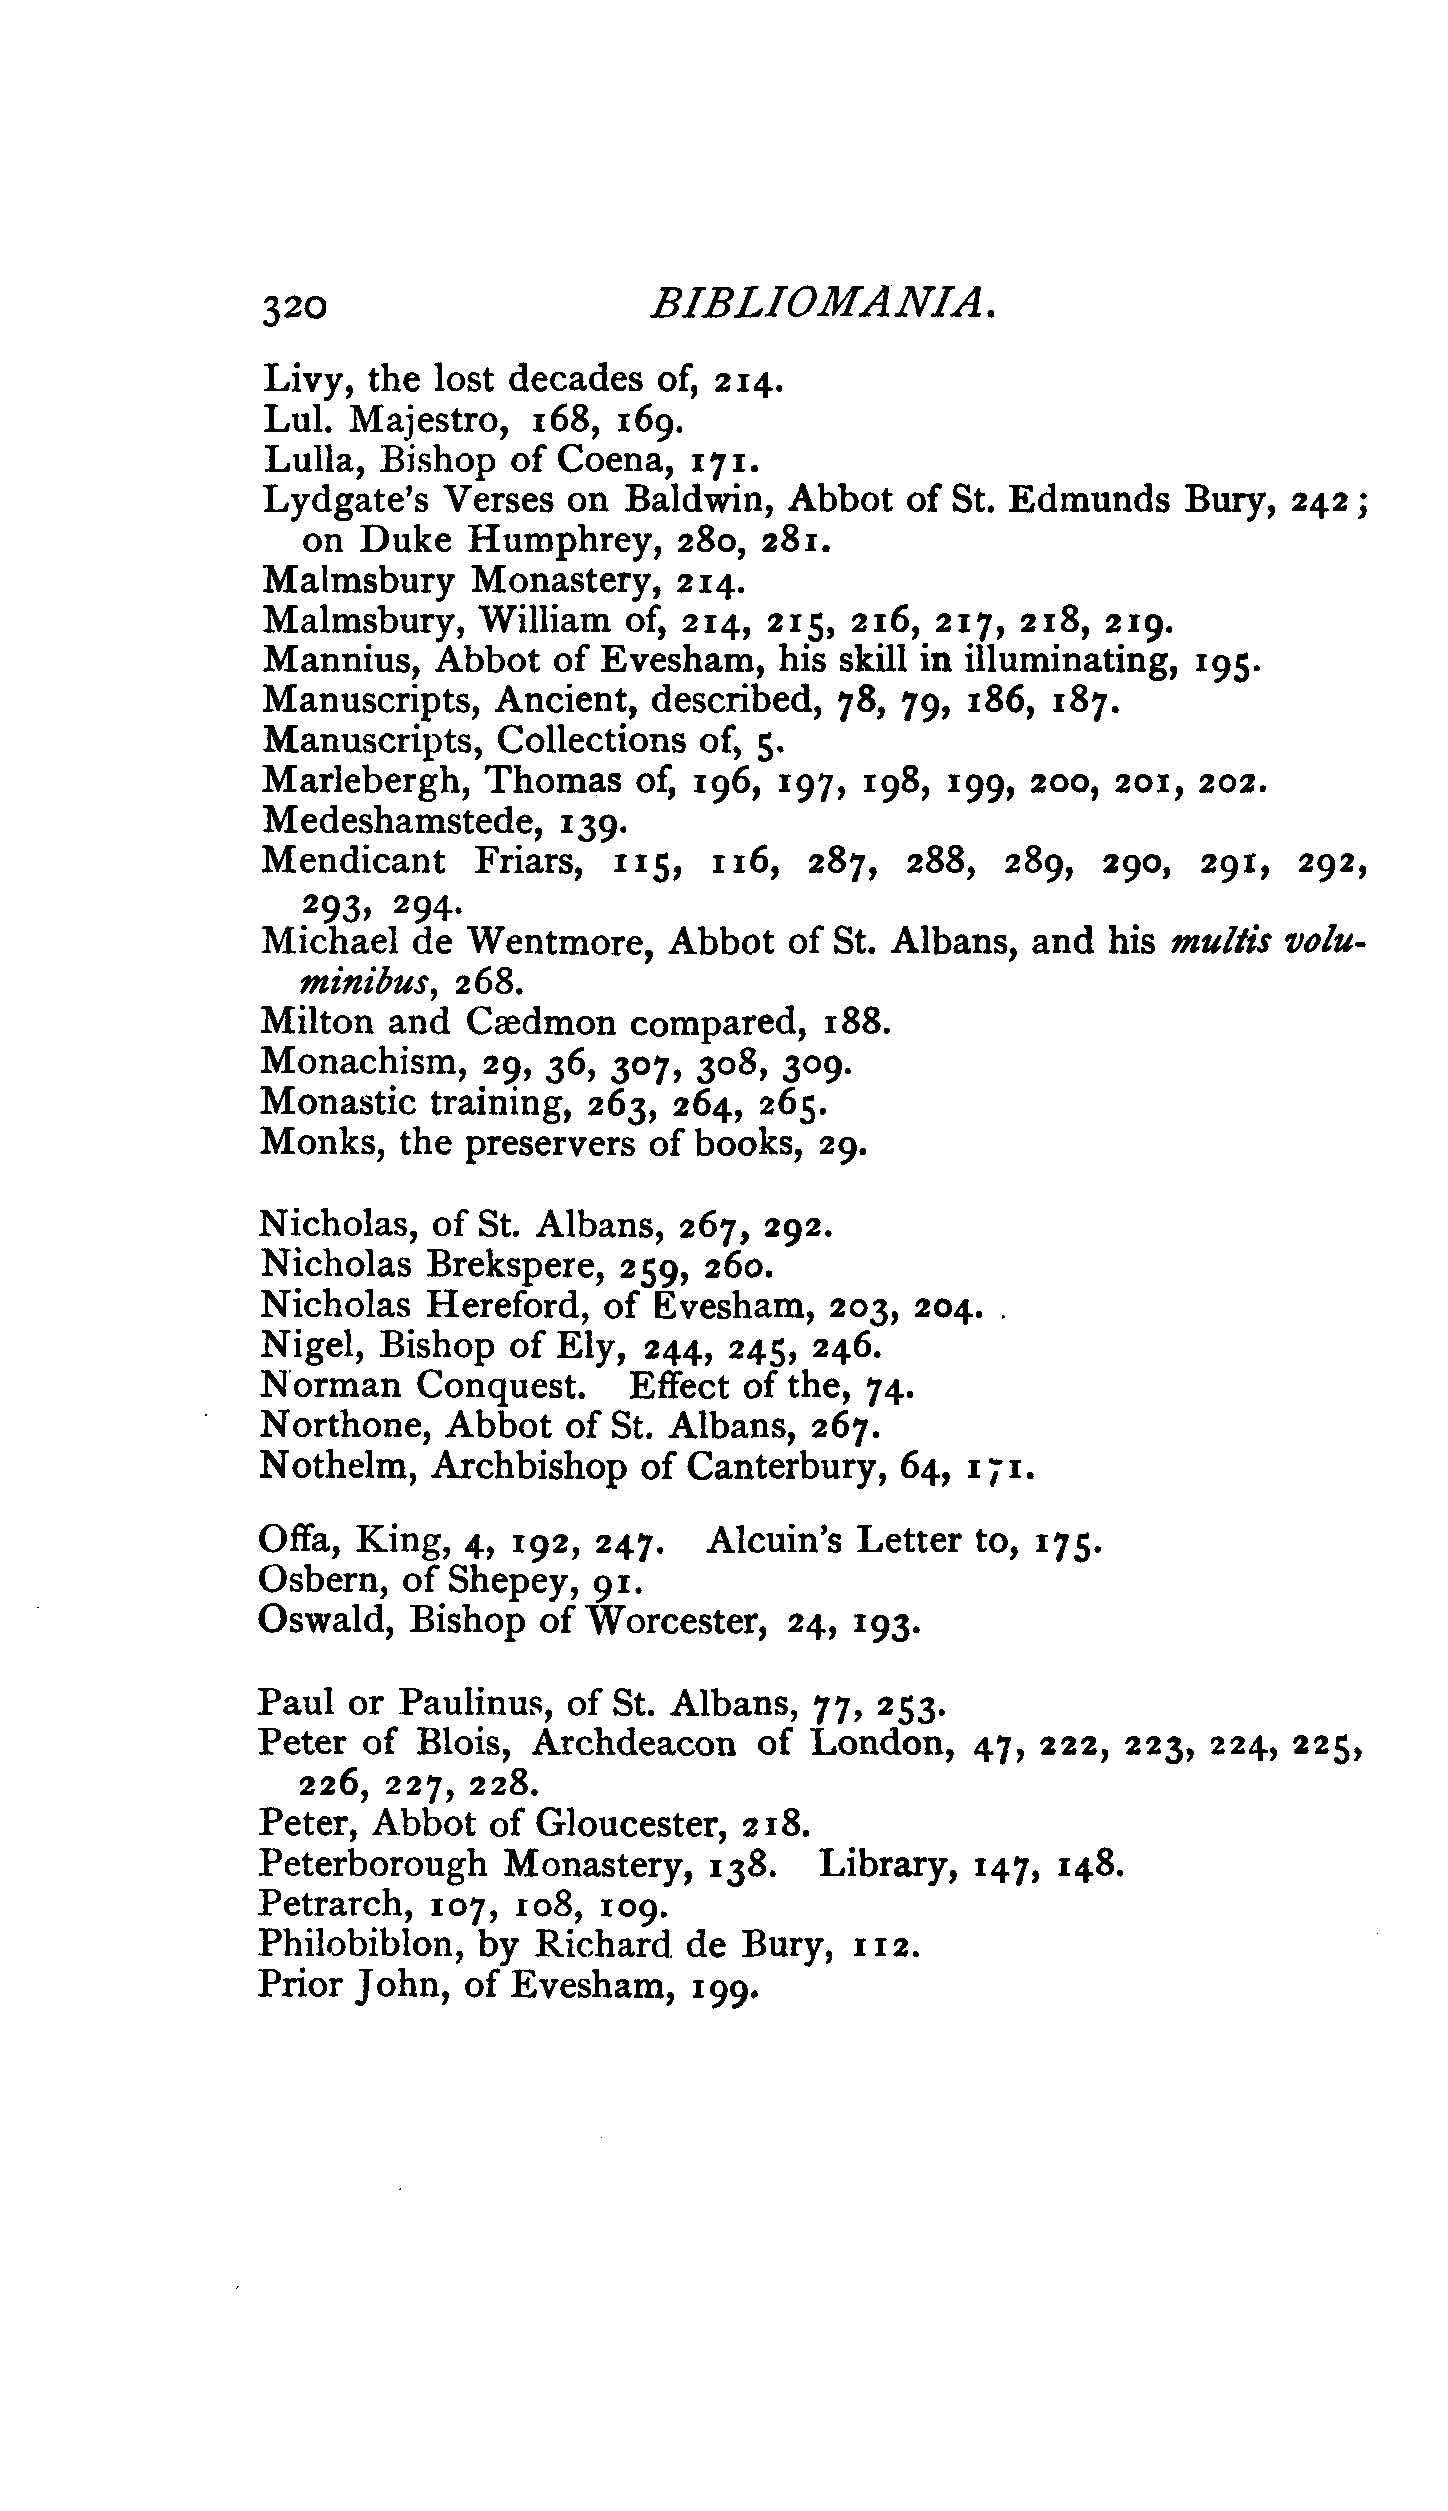 320 BIBLIOMANIA.
Livy, the lost decades of, 214.
Lul. Majestro, 168, 169.
Lulla, Bishop of Coena, 171.
Lydgate's Verses on Baldwin, Abbot of St. Edmunds Bury, 242;
on Duke Humphrey, 280, 281.
Malmsbury Monastery, 214.
Malmsbury, William of, 214, 215, 216, 217, 218, 219.
Mannius, Abbot of Evesham, his skill in illuminating, 195.
Manuscripts, Ancient, described, 78, 79, 186, 187.
Manuscripts, Collections of, 5.
Marlebergh, Thomas of, 196, 197, 198, 199, 200, 201, 202.
Medeshamstede, 139.
Mendicant Friars, 115, 116, 287, 288, 289, 290, 291, 292,
293, 294.
Michael de Wentmore, Abbot of St. Albans, and his multis volu-
minibus, 268.
Milton and Cædmon compared, 188.
Monachism, 29, 36, 307, 308, 309.
Monastic training, 263, 264, 265.
Monks, the preservers of books, 29.
Nicholas, of St. Albans, 267, 292.
Nicholas Brekspere, 259, 260.
Nicholas Hereford, of Evesham, 203, 204.
Nigel, Bishop of Ely, 244, 245, 246.
Norman Conquest. Effect of the, 74.
Northone, Abbot of St. Albans, 267.
Nothelm, Archbishop of Canterbury, 64, 171.
Offa, King, 4, 192, 247. Alcuin's Letter to, 175.
Osbern, of Shepey, 91.
Oswald, Bishop of Worcester, 24, 193.
Paul or Paulinus, of St. Albans, 77, 253.
Peter of Blois, Archdeacon of London, 47, 222, 223, 224, 225,
226, 227, 228.
Peter, Abbot of Gloucester, 218.
Peterborough Monastery, 138. Library, 147, 148.
Petrarch, 107, 108, 109.
Philobiblon, by Richard de Bury, 112.
Prior John, of Evesham, 199.